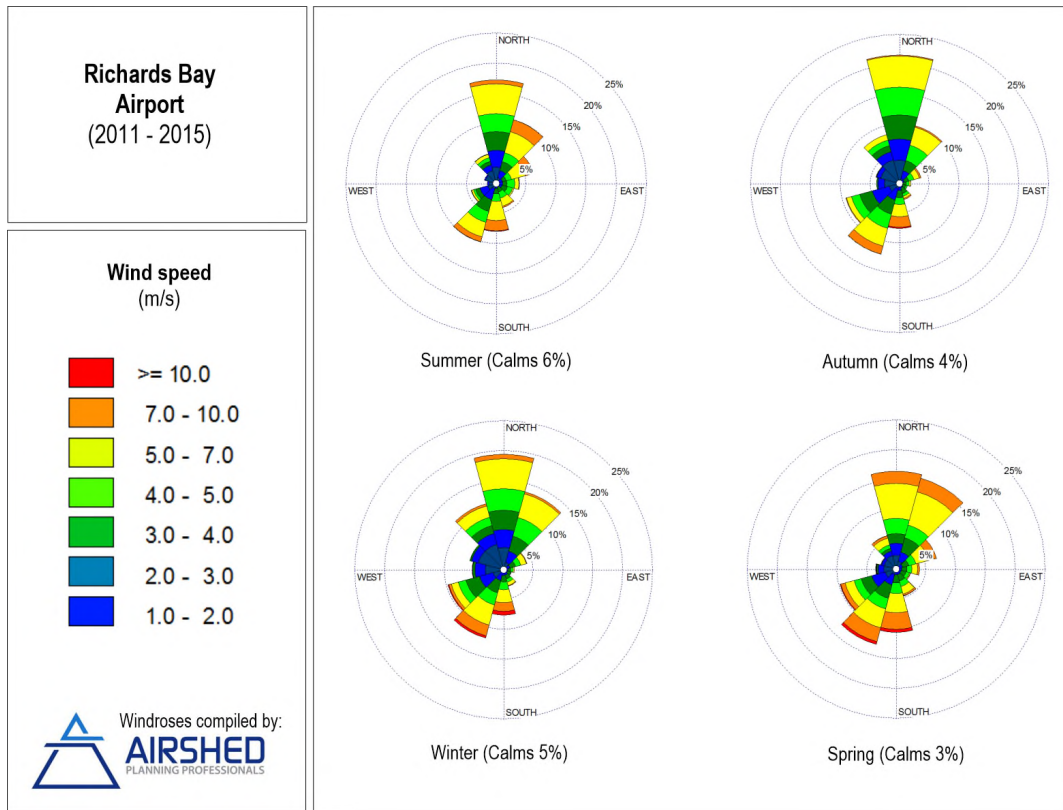 Richards Bay
Airport
(2011 - 2015)
Wind speed
(m/s)
>= 10.0
7.0 - 10.0
5.0 - 7.0
4.0 - 5.0
3.0 - 4.0
2.0 - 3.0
1.0 - 2.0
Windroses compiled by:
AIRSHED
PLANNING PROFESSIONALS
NORTH
25%
20%
15%
10%
5%
WEST
EAST
SOUTH
Summer (Calms 6%)
NORTH
25%
20%
15%
10%
5%
WEST
EAST
SOUTH
Autumn (Calms 4%)
NORTH
25%
20%
15%
10%
5%
WEST
EAST
SOUTH
Winter (Calms 5%)
NORTH
25%
20%
15%
10%
5%
WEST
EAST
SOUTH
Spring (Calms 3%)